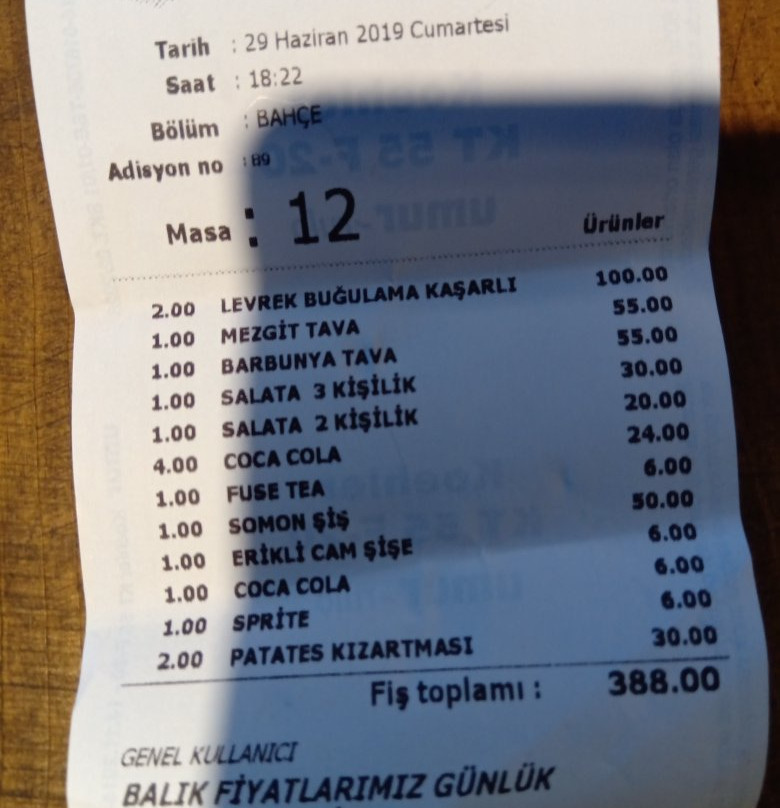 Tarih : 29 Haziran 2019 Cumartesi
Saat : 18:22
Bölüm : BAHÇE
Adisyon no : 89
Masa : 12 Ürünler
2.00 LEVREK BUĞULAMA KAŞARLI 100.00
1.00 MEZGİT TAVA 55.00
1.00 BARBUNYA TAVA 55.00
1.00 SALATA 3 KİŞİLİK 30.00
1.00 SALATA 2 KİŞİLİK 20.00
4.00 COCA COLA 24.00
1.00 FUSE TEA 6.00
1.00 SOMON ŞİŞ 50.00
1.00 ERİKLİ CAM ŞİŞE 6.00
1.00 COCA COLA 6.00
1.00 SPRİTE 6.00
2.00 PATATES KIZARTMASI 30.00
Fiş toplamı : 388.00
GENEL KULLANICI
BALIK FİYATLARIMIZ GÜNLÜK